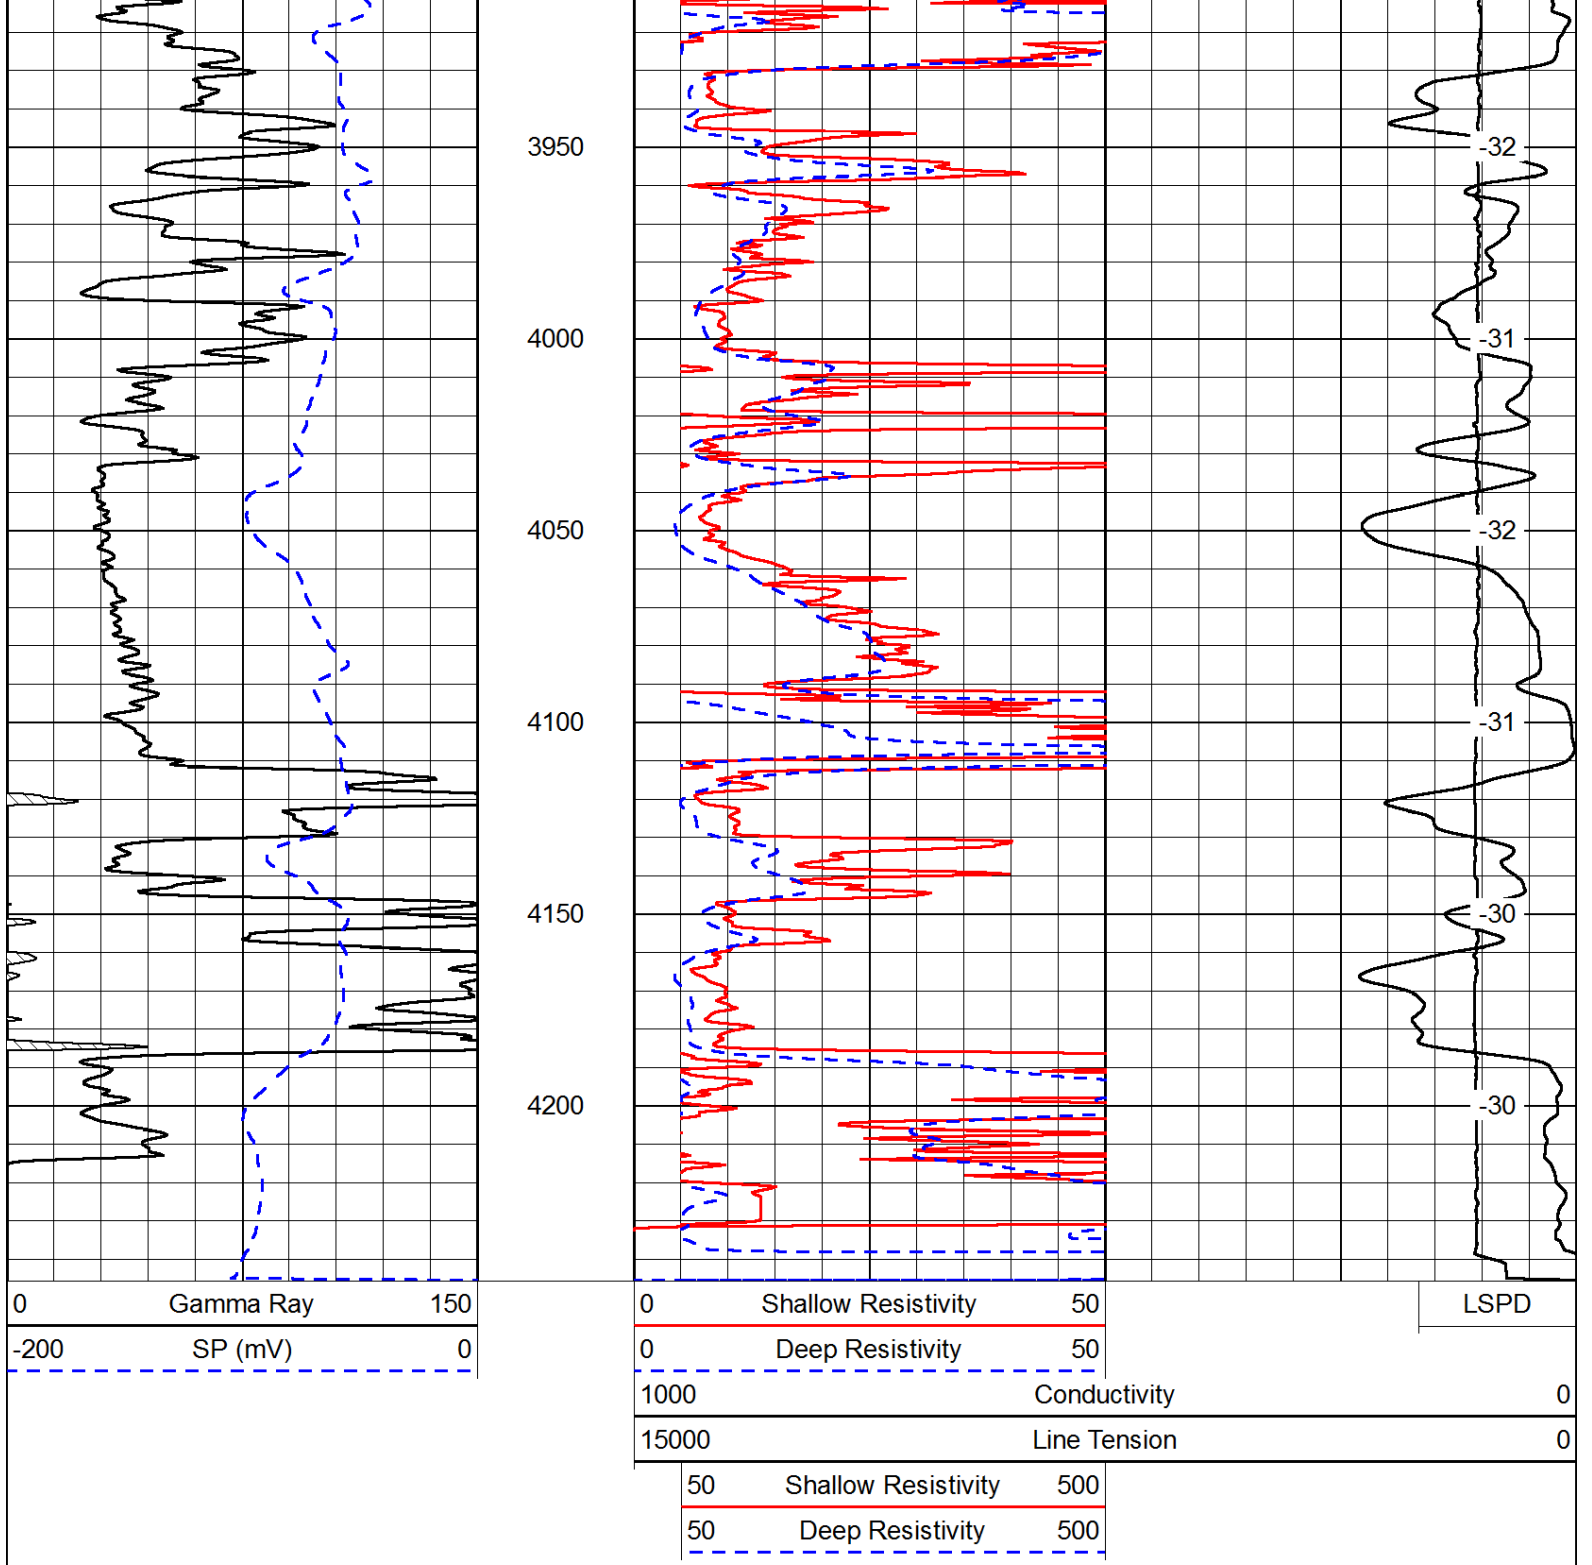 3950 -32
4000 -31
4050 -32
4100 -31
4150 -30
4200 -30
0 Gamma Ray 150
-200 SP (mV) 0
0 Shallow Resistivity 50
0 Deep Resistivity 50
1000 Conductivity 0
15000 Line Tension 0
50 Shallow Resistivity 500
50 Deep Resistivity 500
LSPD